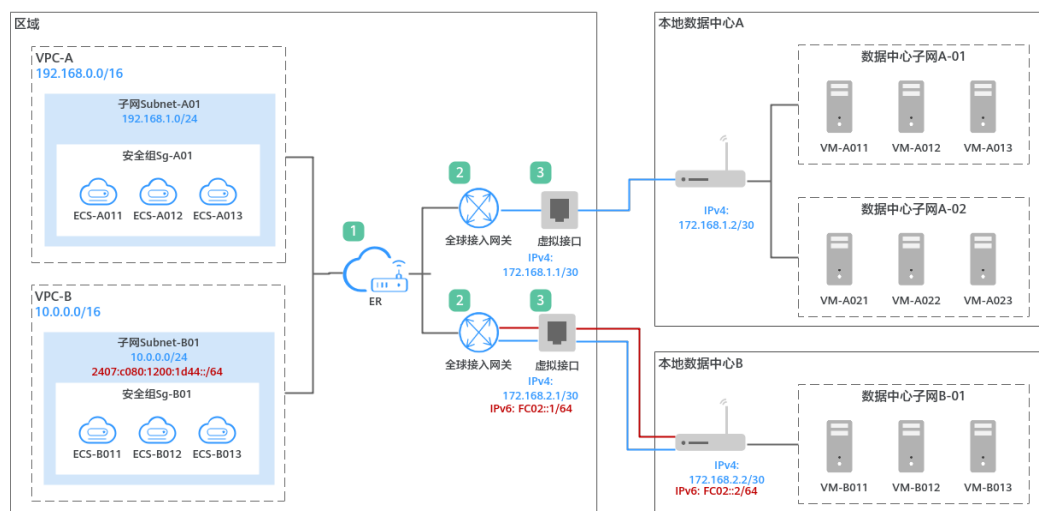 区域
VPC-A
192.168.0.0/16
子网Subnet-A01
192.168.1.0/24
安全组Sg-A01
ECS-A011
ECS-A012
ECS-A013
VPC-B
10.0.0.0/16
子网Subnet-B01
10.0.0.0/24
2407:c080:1200:1d44::/64
安全组Sg-B01
ECS-B011
ECS-B012
ECS-B013
1
ER
2
全球接入网关
3
虚拟接口
IPv4:
172.168.1.1/30
2
全球接入网关
3
虚拟接口
IPv4:
172.168.2.1/30
IPv6: FC02::1/64
本地数据中心A
IPv4:
172.168.1.2/30
数据中心子网A-01
VM-A011
VM-A012
VM-A013
数据中心子网A-02
VM-A021
VM-A022
VM-A023
本地数据中心B
IPv4:
172.168.2.2/30
IPv6: FC02::2/64
数据中心子网B-01
VM-B011
VM-B012
VM-B013